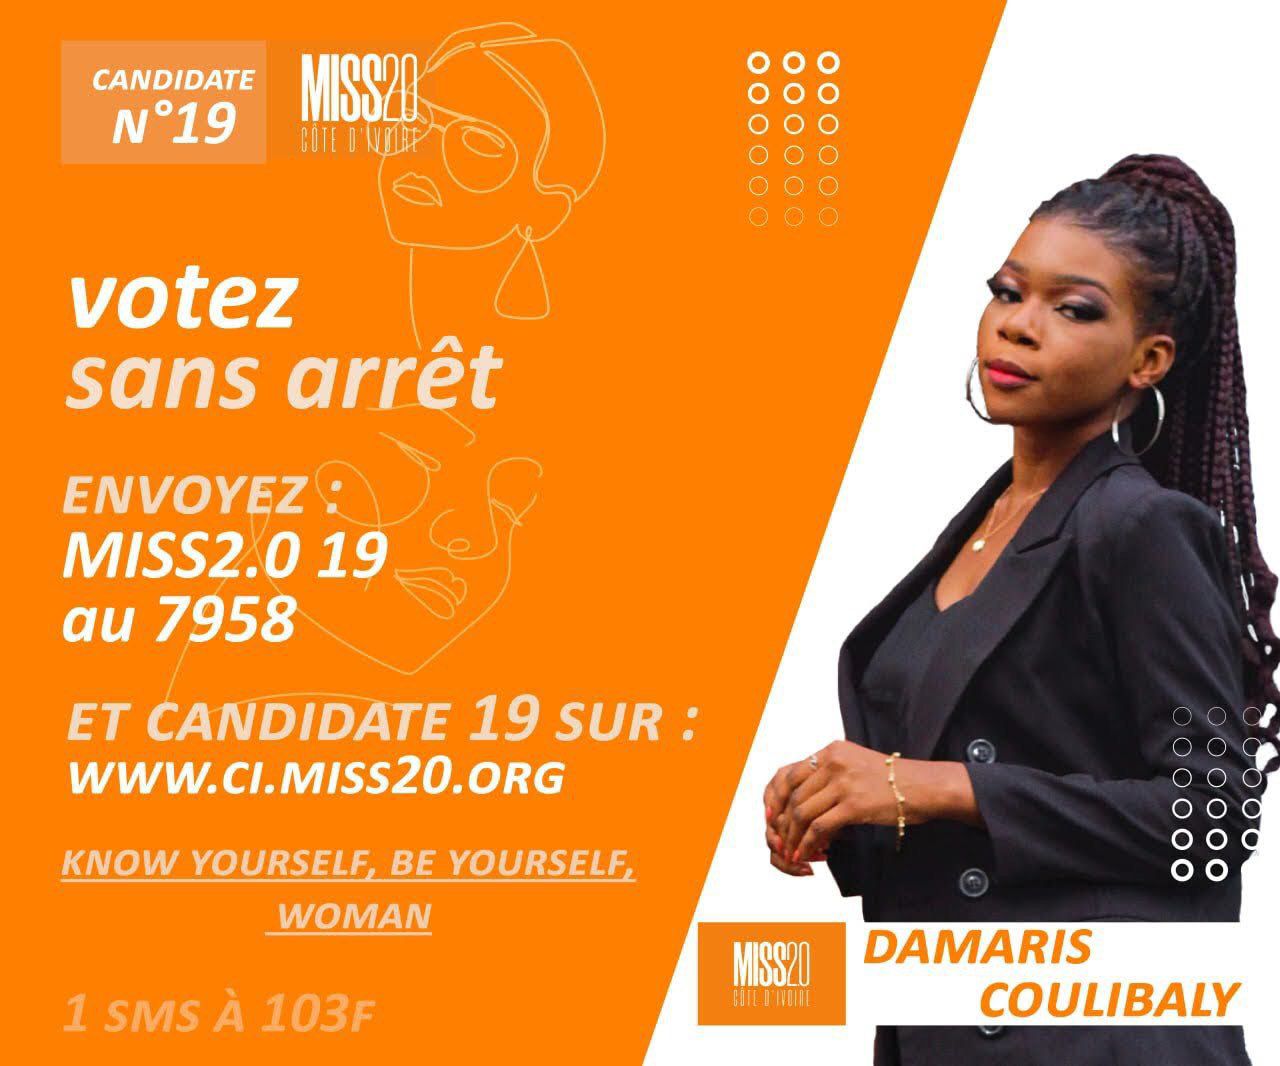 CANDIDATE
N°19
MISS20
CÔTE D'IVOIRE
votez
sans arrêt
ENVOYEZ :
MISS2.0 19
au 7958
ET CANDIDATE 19 SUR :
WWW.CI.MISS20.ORG
KNOW YOURSELF, BE YOURSELF,
WOMAN
1 SMS À 103F
MISS20
CÔTE D'IVOIRE
DAMARIS
COULIBALY